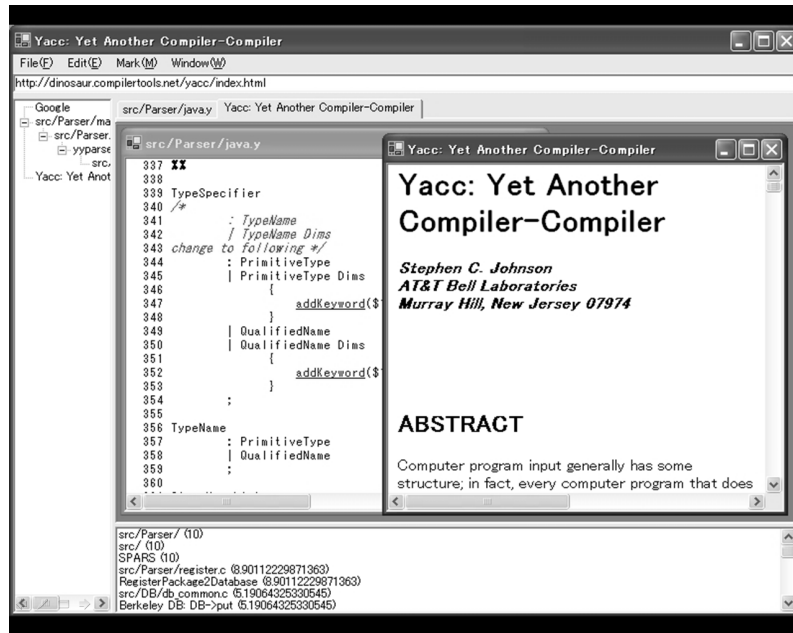 Yacc: Yet Another Compiler-Compiler
File(F) Edit(E) Mark(M) Window(W)
http://dinosaur.compilertools.net/yacc/index.html
Google
src/Parser/ma
src/Parser.
yyparse
src,
Yacc: Yet Anot
src/Parser/java.y Yacc: Yet Another Compiler-Compiler
src/Parser/java.y
337 %%
338
339 TypeSpecifier
340 /*
341 : TypeName
342 | TypeName Dims
343 change to following */
344 : PrimitiveType
345 | PrimitiveType Dims
346 {
347 addKeyword($
348 }
349 | QualifiedName
350 | QualifiedName Dims
351 {
352 addKeyword($
353 }
354 ;
355
356 TypeName
357 : PrimitiveType
358 | QualifiedName
359 ;
360
Yacc: Yet Another Compiler-Compiler
Yacc: Yet Another
Compiler-Compiler
Stephen C. Johnson
AT&T Bell Laboratories
Murray Hill, New Jersey 07974
ABSTRACT
Computer program input generally has some
structure; in fact, every computer program that does
src/Parser/ (10)
src/ (10)
SPARS (10)
src/Parser/register.c (8.90112229871363)
RegisterPackage2Database (8.90112229871363)
src/DB/db_common.c (5.19064325330545)
Berkeley DB: DB->put (5.19064325330545)